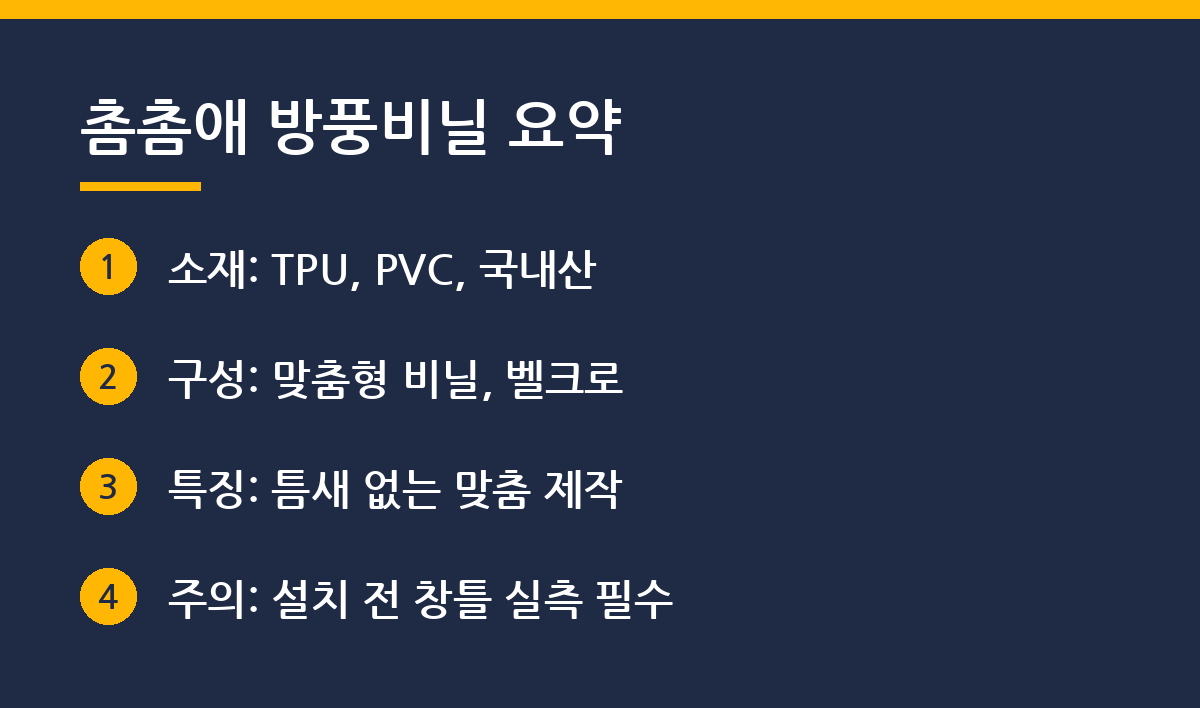 촘촘애 방풍비닐 요약
1 소재: TPU, PVC, 국내산
2 구성: 맞춤형 비닐, 벨크로
3 특징: 틈새 없는 맞춤 제작
4 주의: 설치 전 창틀 실측 필수